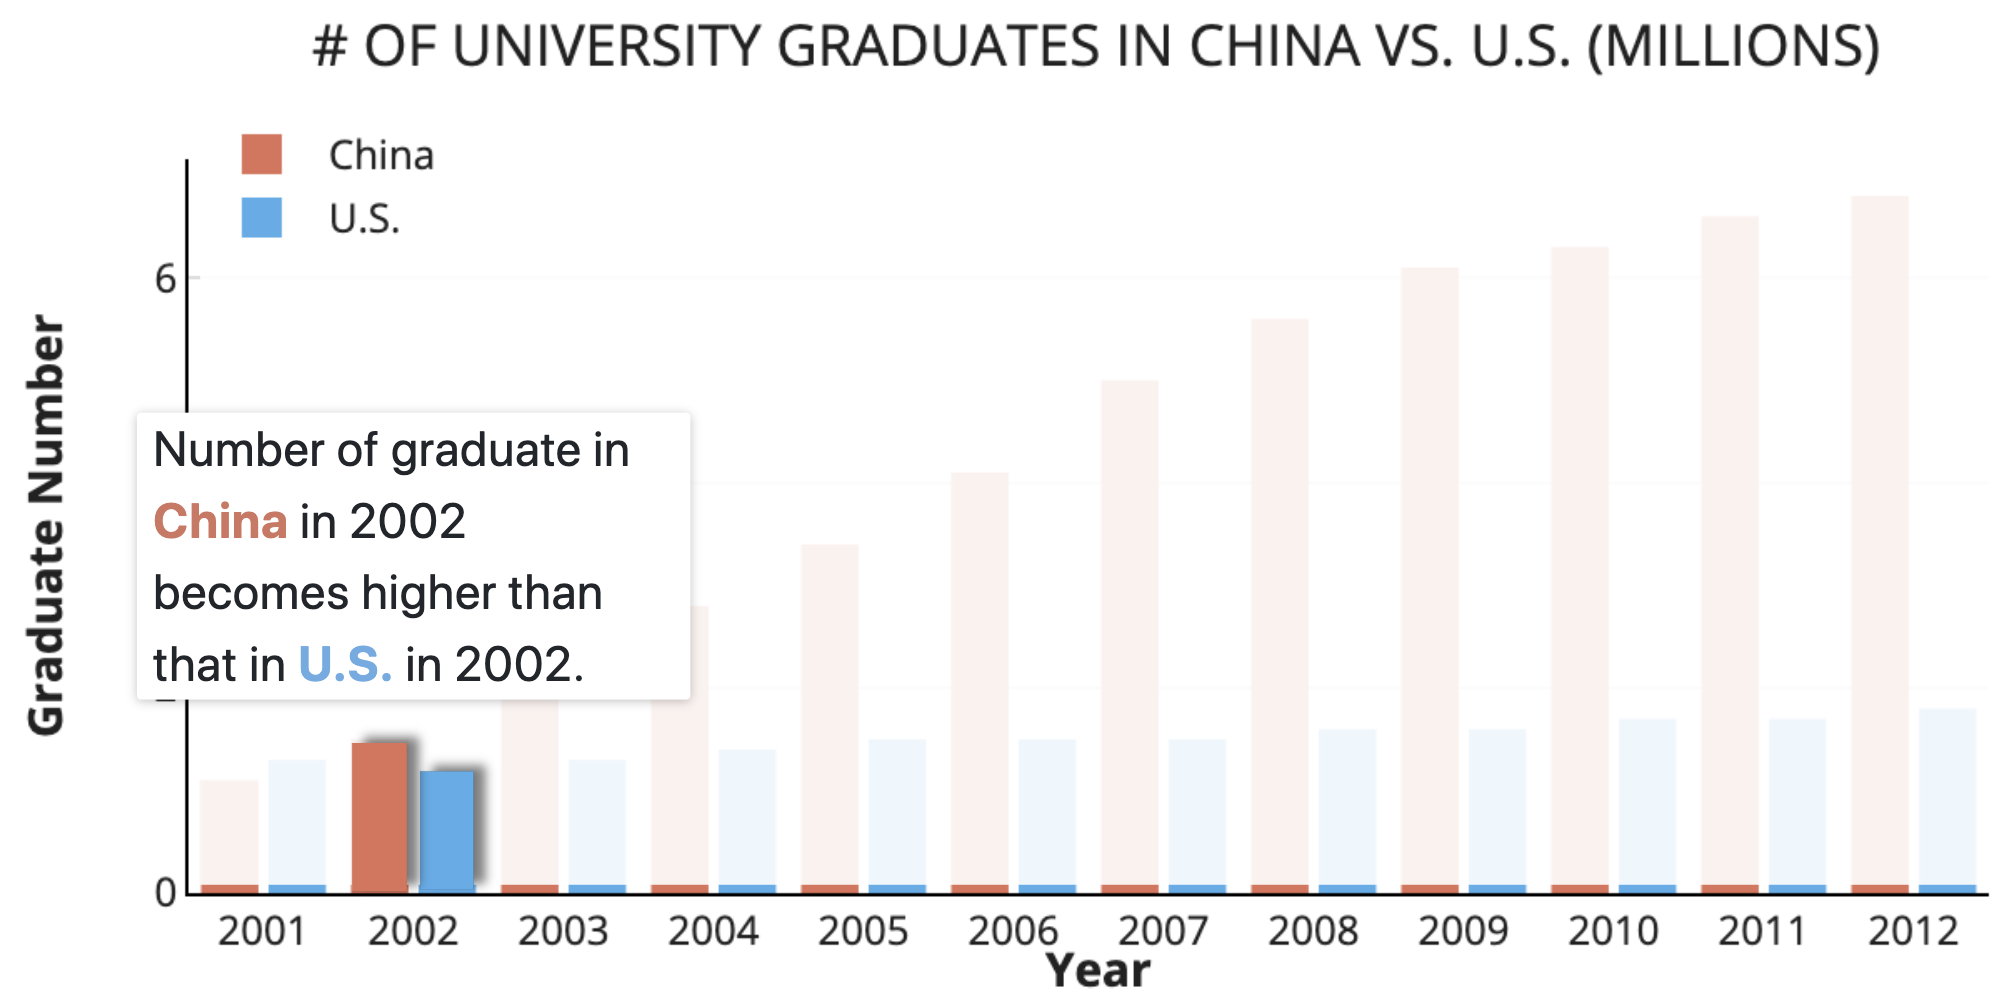 # OF UNIVERSITY GRADUATES IN CHINA VS. U.S. (MILLIONS)
China
U.S.
6
Graduate Number
Number of graduate in
China in 2002
becomes higher than
that in U.S. in 2002.
0
2001 2002 2003 2004 2005 2006 2007 2008 2009 2010 2011 2012
Year